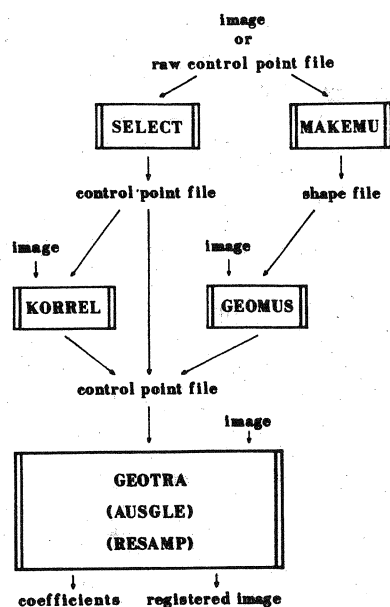 image
or
raw control point file
SELECT
MAKEMU
control point file
shape file
image
image
KORREL
GEOMUS
control point file
image
GEOTRA
(AUSGLE)
(RESAMP)
coefficients
registered image